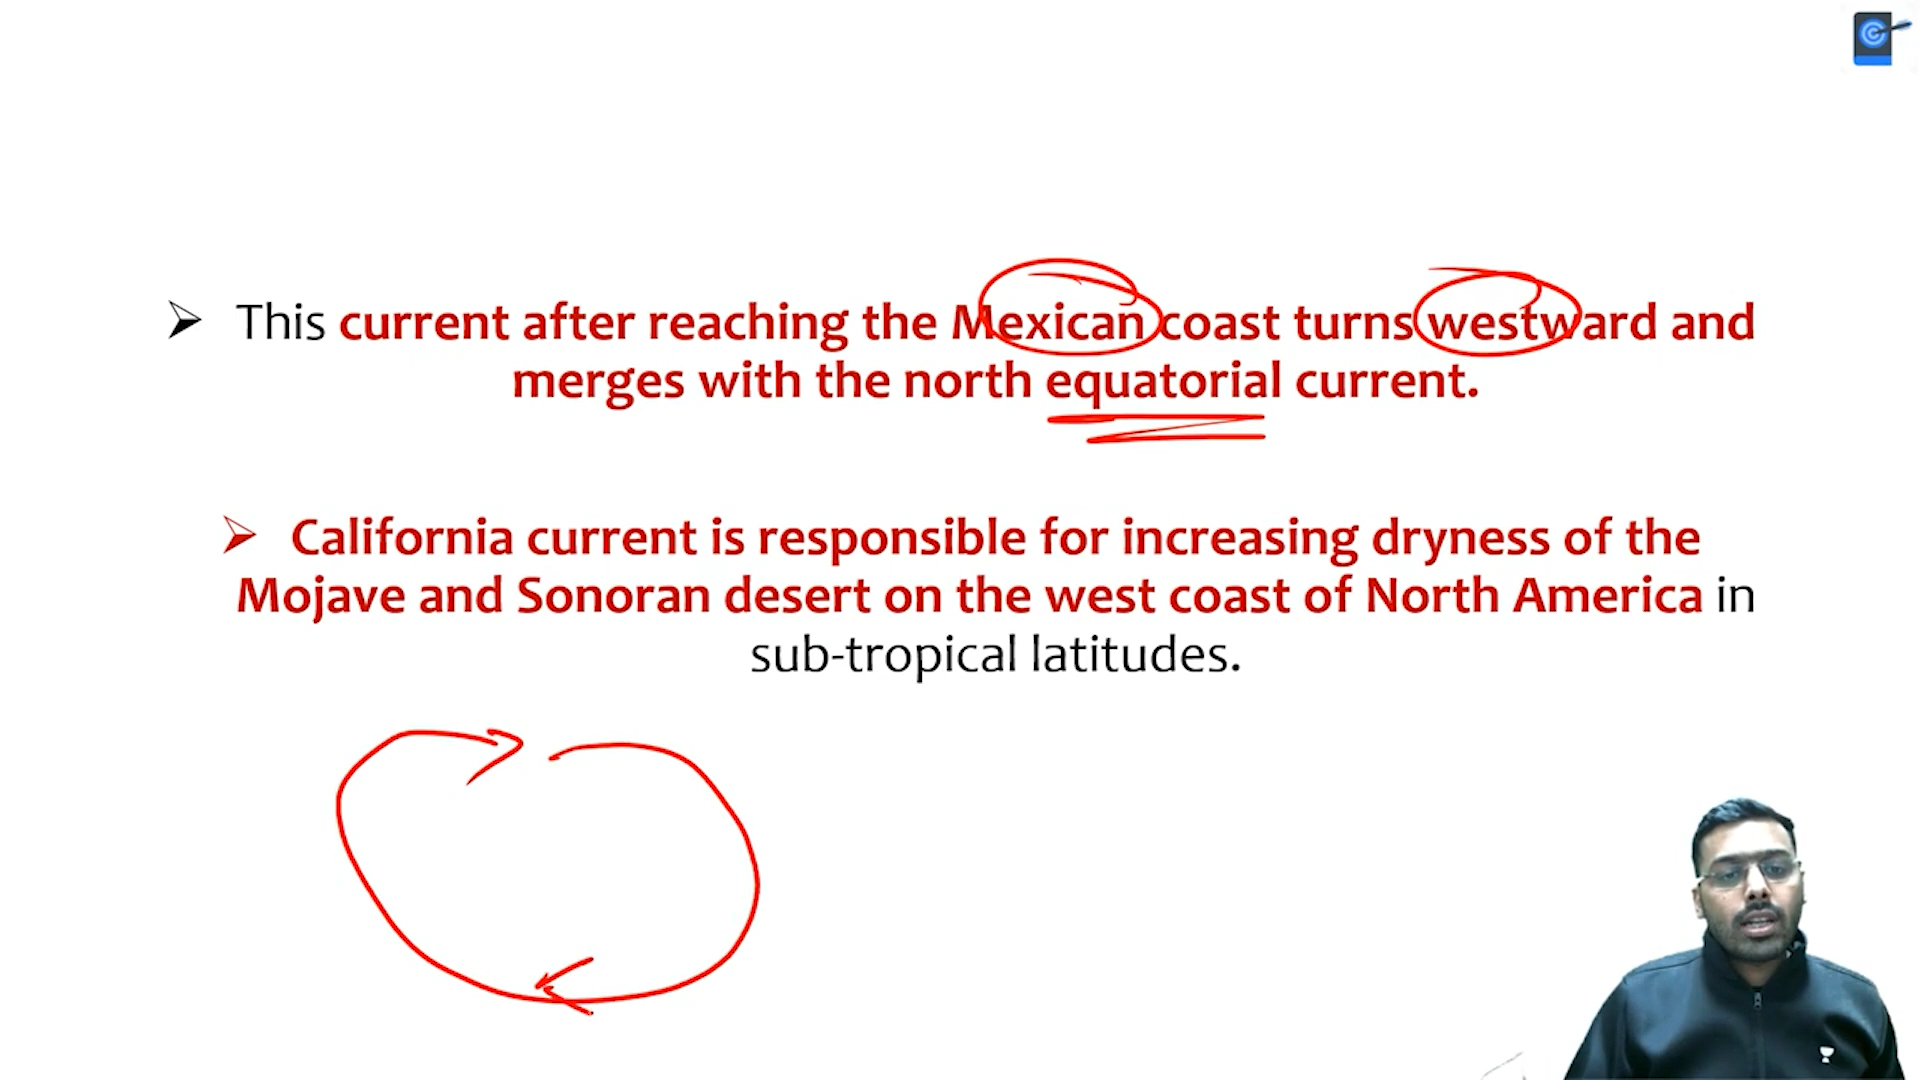 This current after reaching the Mexican coast turns westward and
merges with the north equatorial current.
California current is responsible for increasing dryness of the
Mojave and Sonoran desert on the west coast of North America in
sub-tropical latitudes.